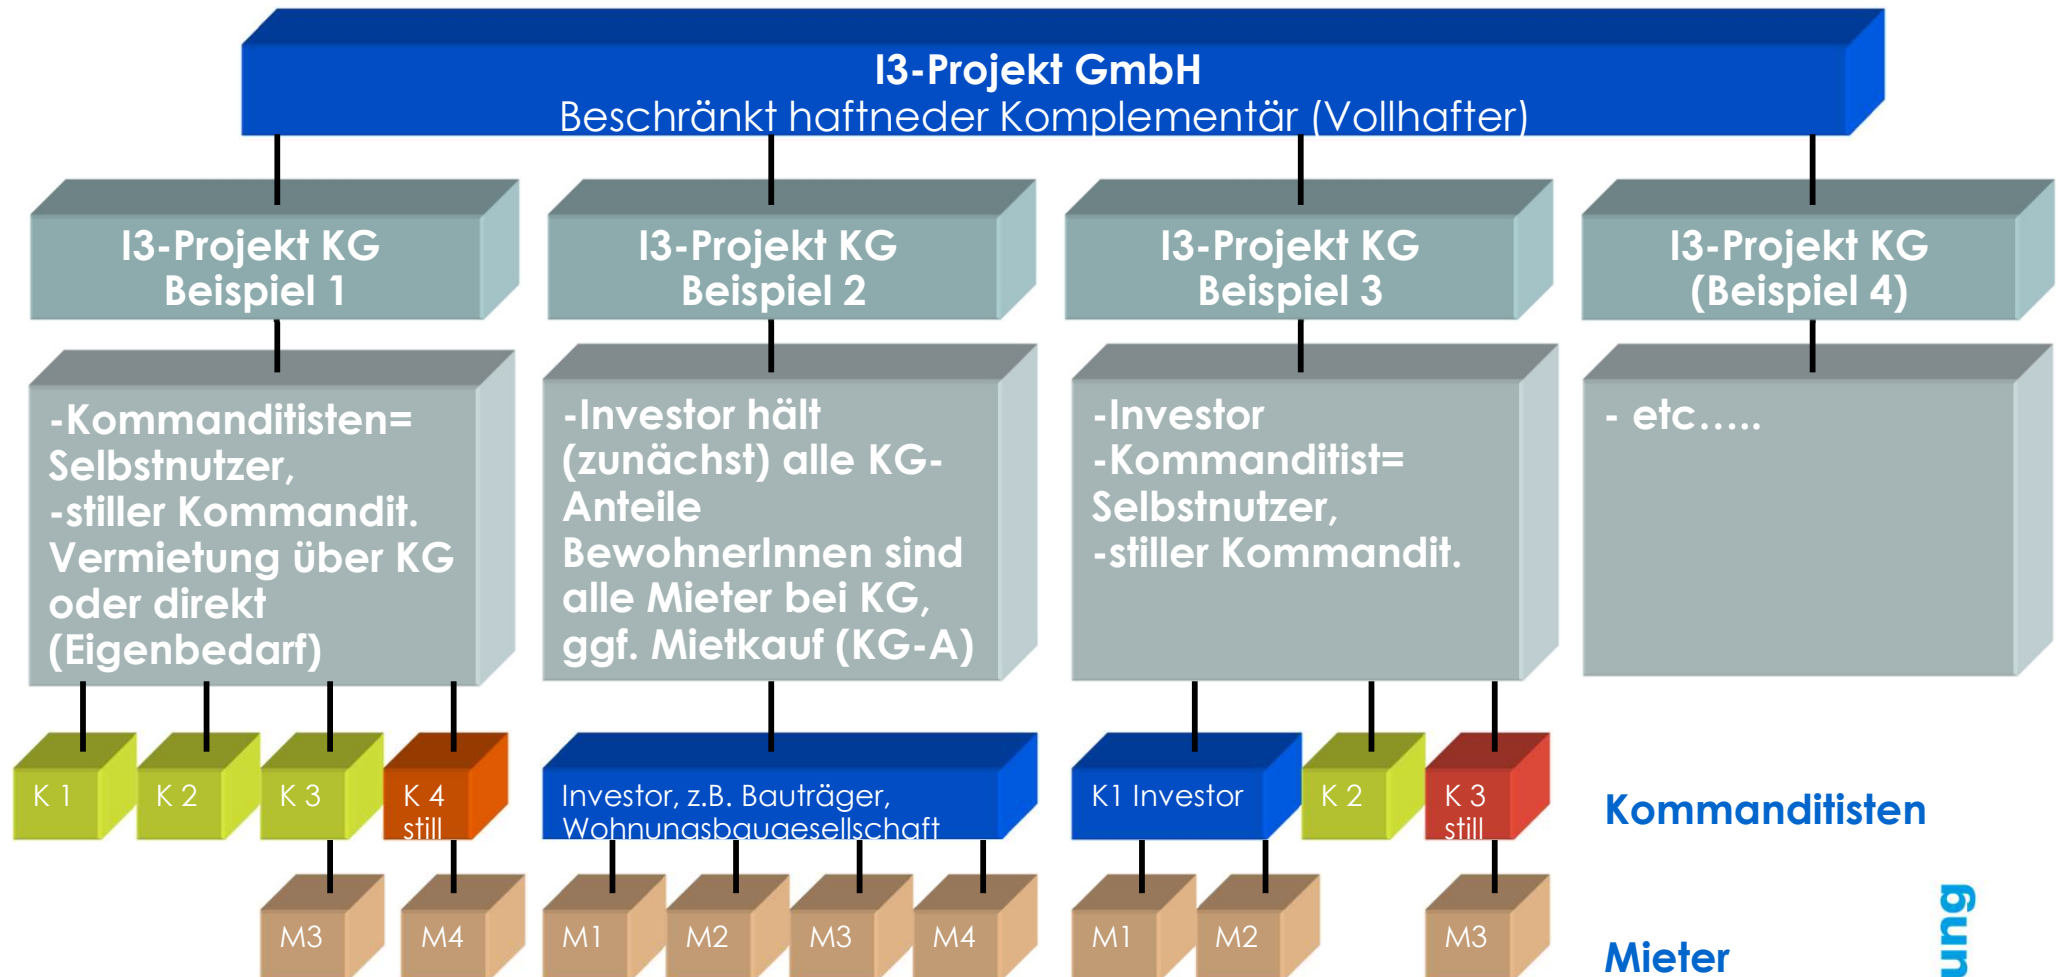 I3-Projekt GmbH
Beschränkt haftneder Komplementär (Vollhafter)
I3-Projekt KG
Beispiel 1
I3-Projekt KG
Beispiel 2
I3-Projekt KG
Beispiel 3
I3-Projekt KG
(Beispiel 4)
-Kommanditisten=
Selbstnutzer,
-stiller Kommandit.
Vermietung über KG
oder direkt
(Eigenbedarf)
-Investor hält
(zunächst) alle KG-
Anteile
BewohnerInnen sind
alle Mieter bei KG,
ggf. Mietkauf (KG-A)
-Investor
-Kommanditist=
Selbstnutzer,
-stiller Kommandit.
- etc.....
K 1
K 2
K 3
K 4
still
Investor, z.B. Bauträger,
Wohnungsbaugesellschaft
K1 Investor
K 2
K 3
still
Kommanditisten
M3
M4
M1
M2
M3
M4
M1
M2
M3
Mieter
ung